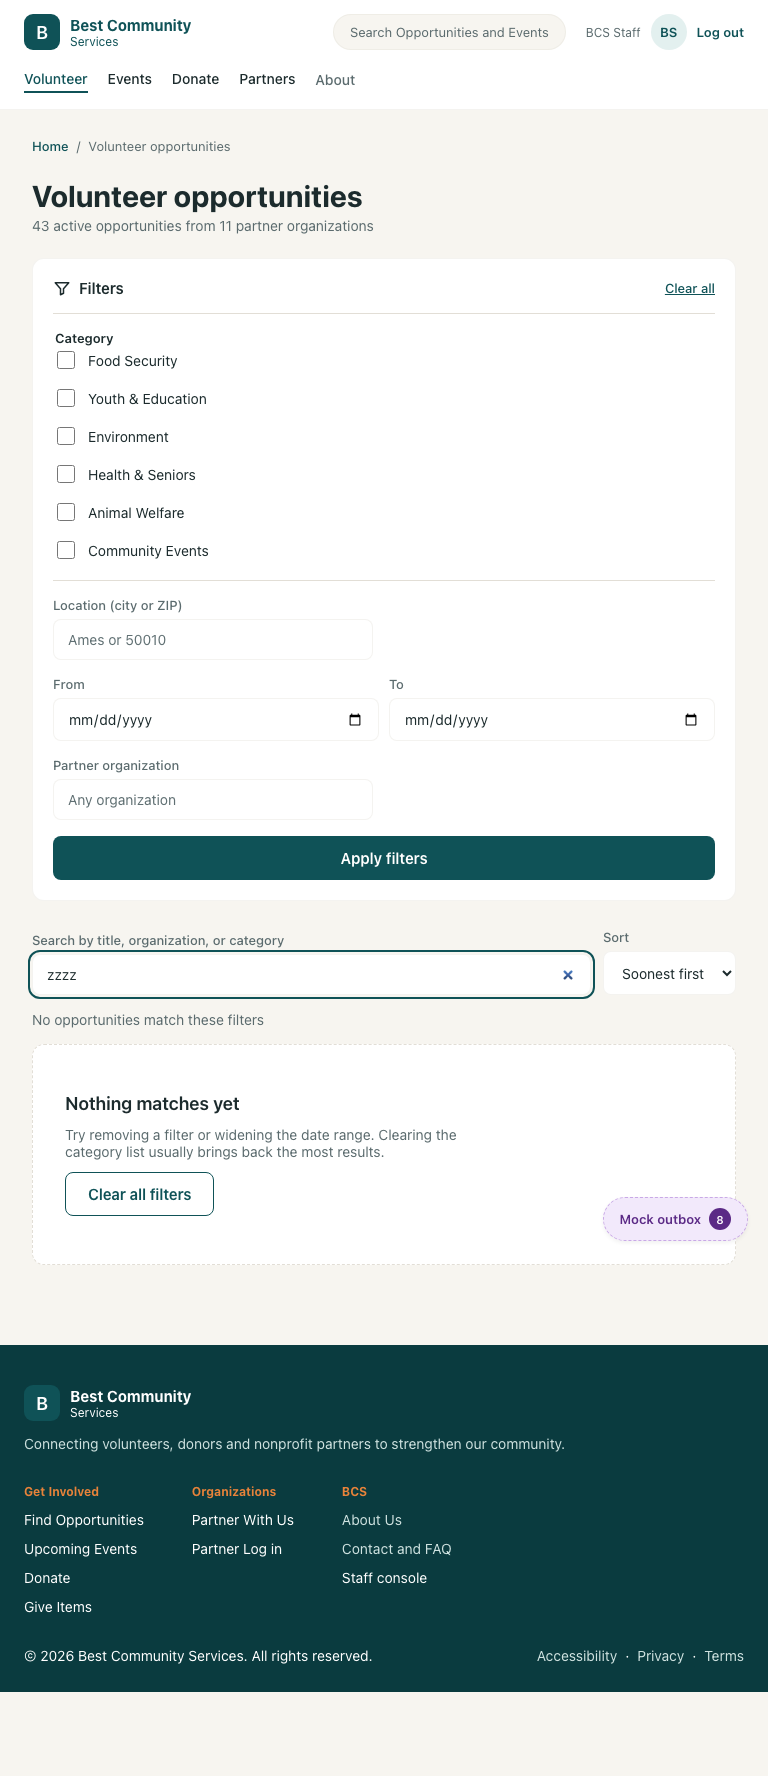 B
Best Community
Services
Search Opportunities and Events
BCS Staff
BS
Log out
Volunteer
Events
Donate
Partners
About
Home / Volunteer opportunities
Volunteer opportunities
43 active opportunities from 11 partner organizations
Filters
Clear all
Category
Food Security
Youth & Education
Environment
Health & Seniors
Animal Welfare
Community Events
Location (city or ZIP)
Ames or 50010
From
To
mm/dd/yyyy
mm/dd/yyyy
Partner organization
Any organization
Apply filters
Search by title, organization, or category
Sort
zzzz
Soonest first
No opportunities match these filters
Nothing matches yet
Try removing a filter or widening the date range. Clearing the
category list usually brings back the most results.
Clear all filters
Mock outbox 8
B
Best Community
Services
Connecting volunteers, donors and nonprofit partners to strengthen our community.
Get Involved
Find Opportunities
Upcoming Events
Donate
Give Items
Organizations
Partner With Us
Partner Log in
BCS
About Us
Contact and FAQ
Staff console
© 2026 Best Community Services. All rights reserved.
Accessibility · Privacy · Terms